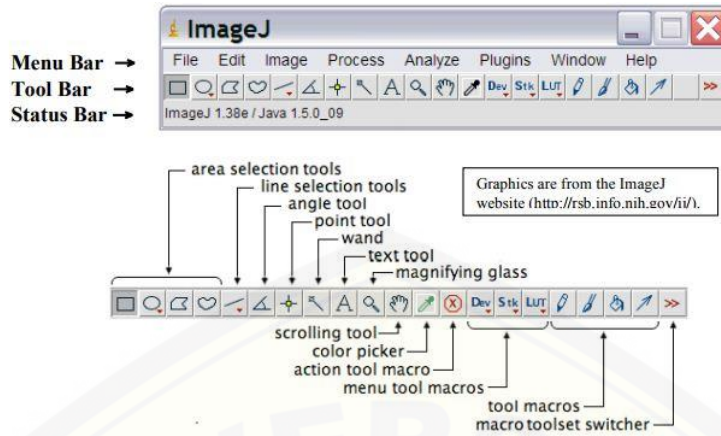 ImageJ
File Edit Image Process Analyze Plugins Window Help
Menu Bar
Tool Bar
Dev Stk LUT >>
Status Bar
ImageJ 1.38e / Java 1.5.0_09
area selection tools
line selection tools
angle tool
point tool
wand
text tool
magnifying glass
Graphics are from the ImageJ
website (http://rsb.info.nih.gov/ij/).
A Dev Stk LUT >>
scrolling tool
color picker
action tool macro
menu tool macros
tool macros
macro toolset switcher